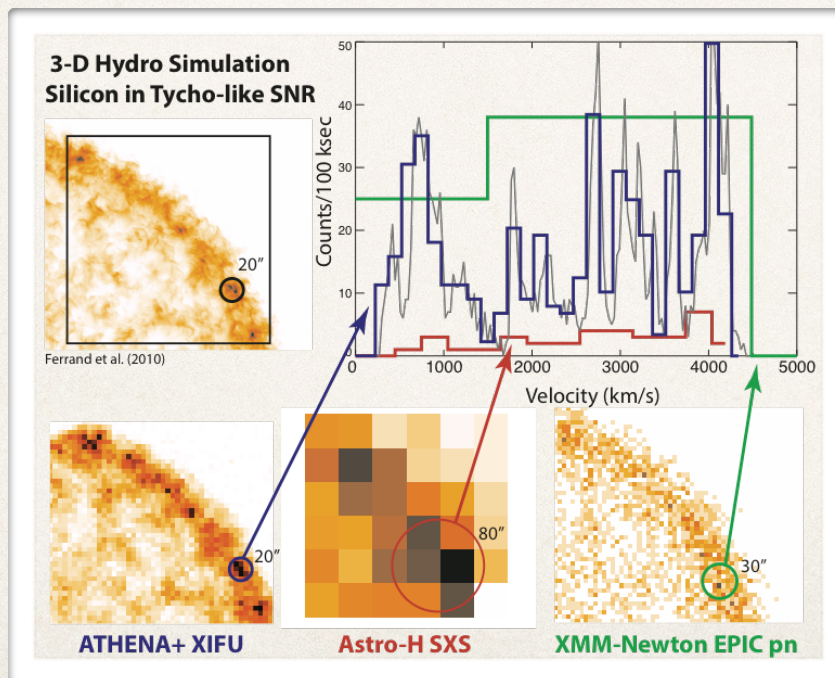 3-D Hydro Simulation
Silicon in Tycho-like SNR
20”
Ferrand et al. (2010)
Counts/100 ksec
50
40
30
20
10
0
0
1000
2000
3000
4000
5000
Velocity (km/s)
20”
80”
30”
ATHENA+ XIFU
Astro-H SXS
XMM-Newton EPIC pn